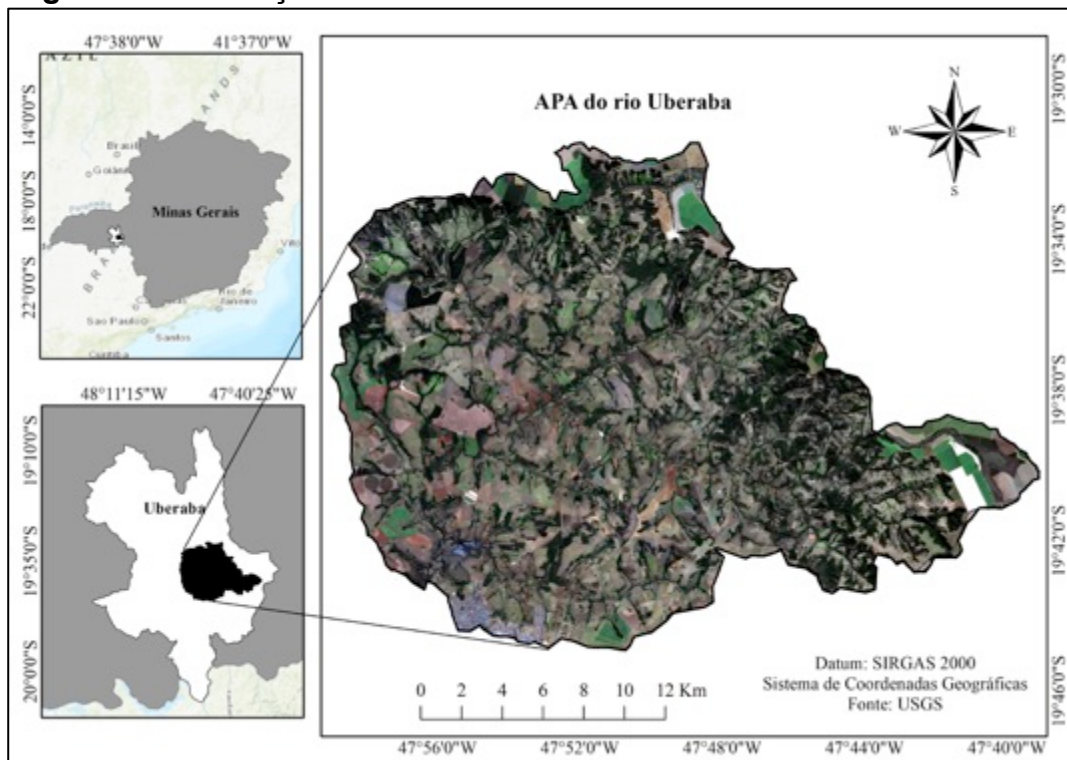 47°38'0"W 41°37'0"W
14°0'0"S
18°0'0"S
22°0'0"S
ANDS
Minas Gerais
BRA
Rio de
Janeiro
Sao Paulo
Santos
Curitiba
48°11'15"W 47°40'25"W
19°10'0"S
19°35'0"S
20°0'0"S
Uberaba
APA do rio Uberaba
N
W E
S
19°30'0"S
19°34'0"S
19°38'0"S
19°42'0"S
19°46'0"S
0 2 4 6 8 10 12 Km
Datum: SIRGAS 2000
Sistema de Coordenadas Geográficas
Fonte: USGS
47°56'0"W 47°52'0"W 47°48'0"W 47°44'0"W 47°40'0"W